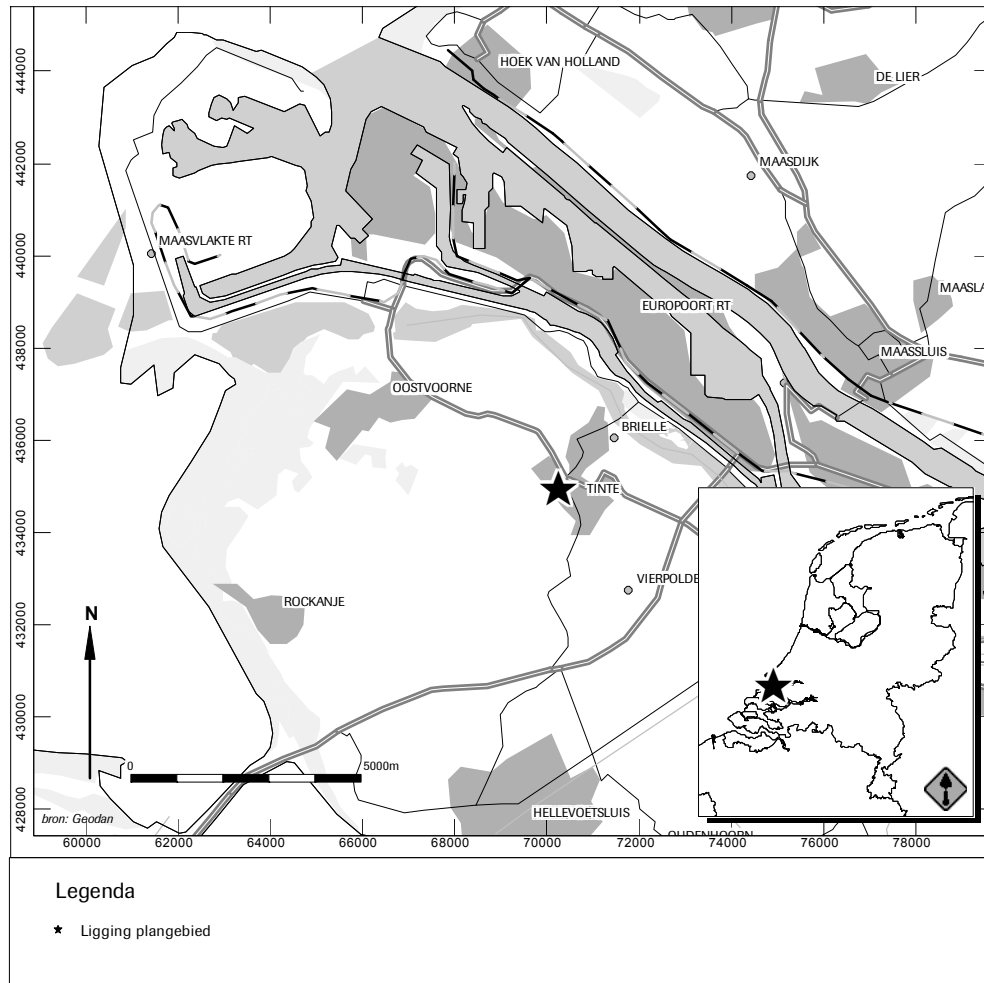 HOEK VAN HOLLAND
DE LIER
MAASDIJK
MAASVLAKTE RT
MAASLA
EUROPOORT RT
MAASSLUIS
OOSTVOORNE
BRIELLE
TINTE
VIERPOLDE
ROCKANJE
HELLEVOETSLUIS
OUDENHOORN
444000
442000
440000
438000
436000
434000
432000
430000
428000
N
0 5000m
bron: Geodan
60000 62000 64000 66000 68000 70000 72000 74000 76000 78000
Legenda
Ligging plangebied